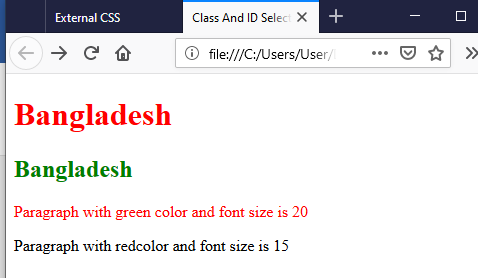 External CSS
Class And ID Select
file:///C:/Users/User/
Bangladesh
Bangladesh
Paragraph with green color and font size is 20
Paragraph with redcolor and font size is 15